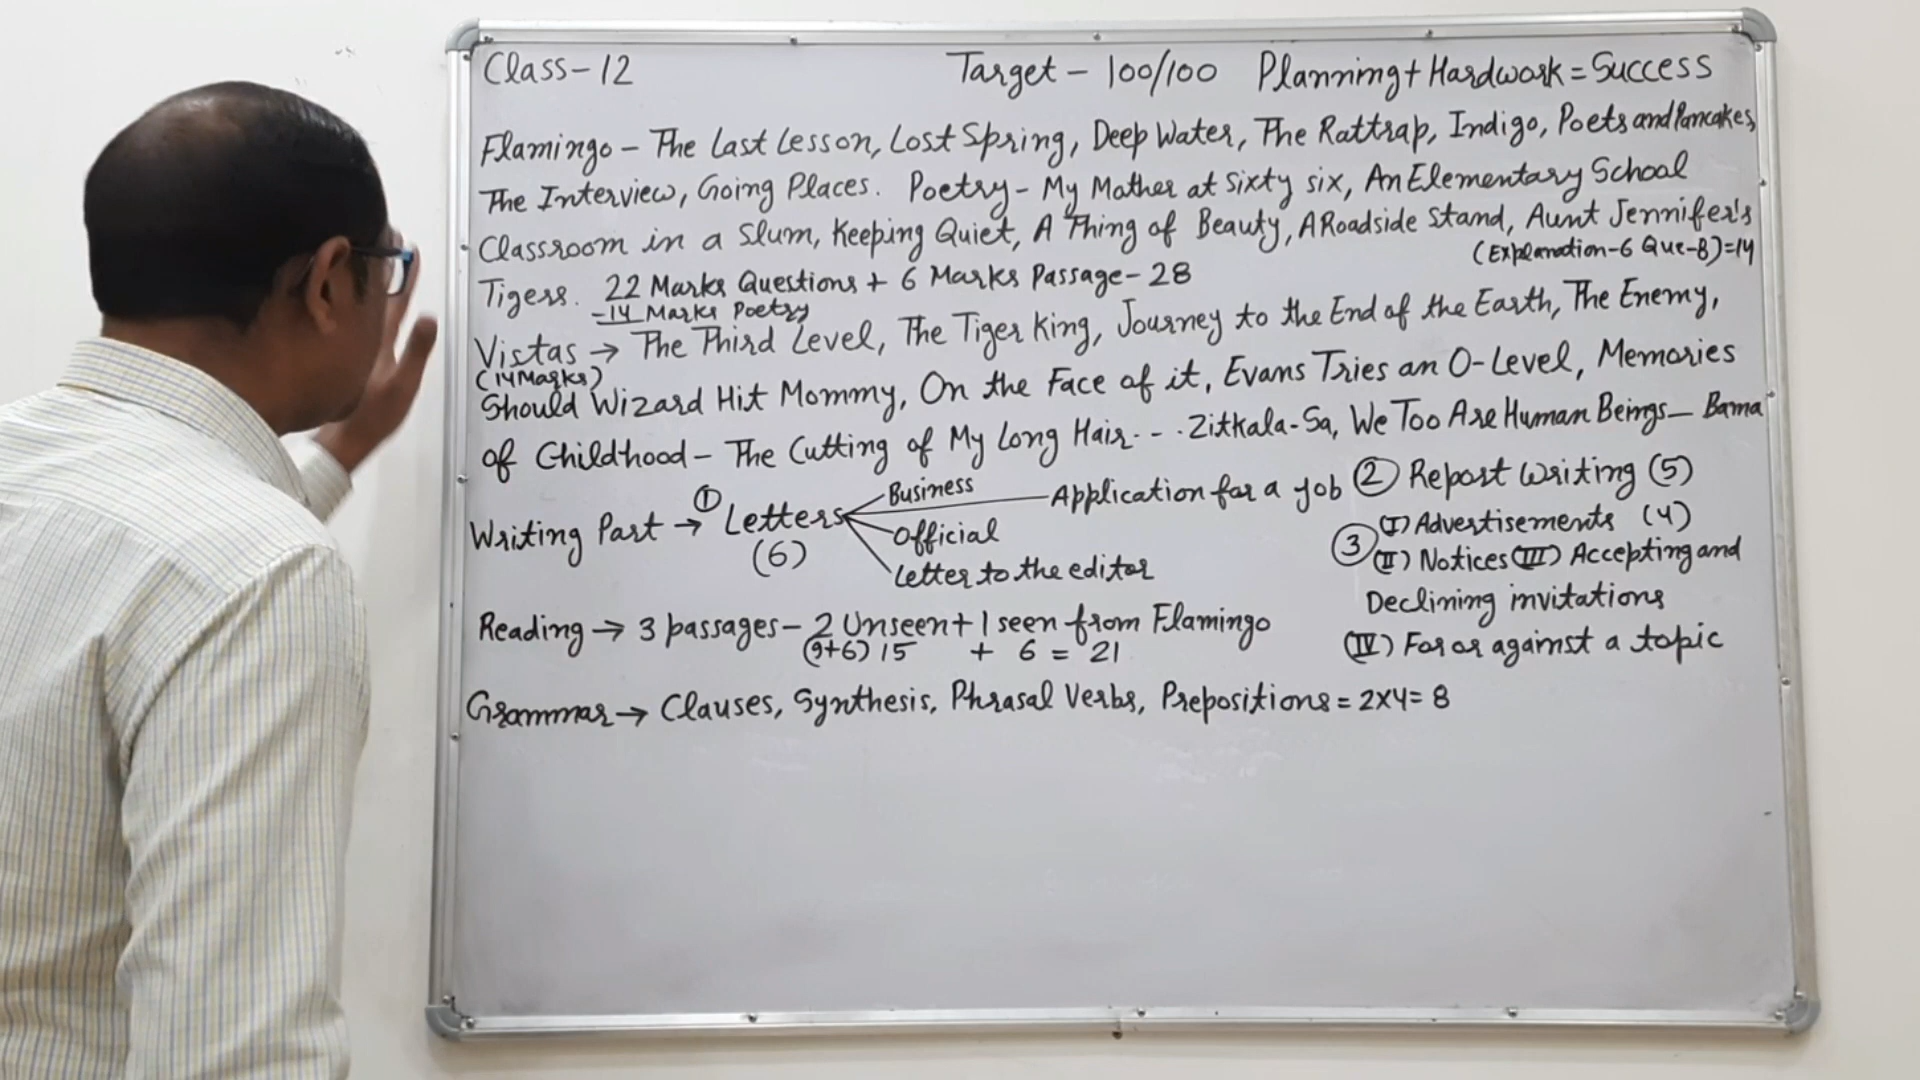 Class-12 Target - 100/100 Planning + Hardwork = Success
Flamingo - The Last Lesson, Lost Spring, Deep Water, The Rattrap, Indigo, Poets and Pancakes,
The Interview, Going Places. Poetry - My Mother at Sixty six, An Elementary School
Classroom in a Slum, Keeping Quiet, A Thing of Beauty, A Roadside Stand, Aunt Jennifer's
(Explanation-6 Que-8)=14
Tigers. 22 Marks Questions + 6 Marks Passage - 28
-14 Marks Poetry
Vistas → The Third Level, The Tiger King, Journey to the End of the Earth, The Enemy,
(14 Marks)
Should Wizard Hit Mommy, On the Face of it, Evans Tries an O-Level, Memories
of Childhood - The Cutting of My Long Hair - - . Zitkala-Sa, We Too Are Human Beings - Bama
Writing Part → ① Letters
(6)
Business
Application for a job
Official
Letter to the editor
② Report Writing (5)
③ (I) Advertisements (4)
(II) Notices (III) Accepting and
Declining invitations
(IV) For or against a topic
Reading → 3 passages - 2 Unseen + 1 seen from Flamingo
(9+6) 15 + 6 = 21
Grammar → Clauses, Synthesis, Phrasal Verbs, Prepositions = 2x4= 8